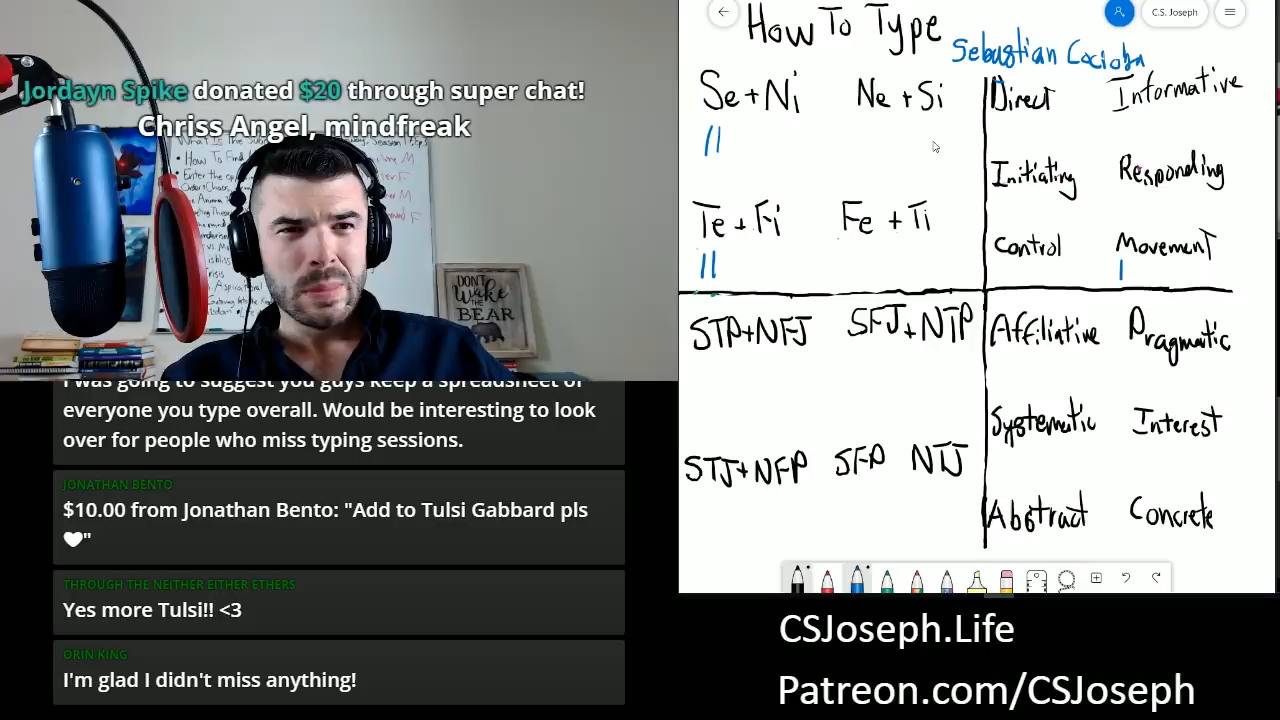 Jordayn Spike donated $20 through super chat!
Chriss Angel, mindfreak
DON'T
Wake
THE
BEAR
I was going to suggest you guys keep a spreadsheet of
everyone you type overall. Would be interesting to look
over for people who miss typing sessions.
JONATHAN BENTO
$10.00 from Jonathan Bento: "Add to Tulsi Gabbard pls
🤍"
THROUGH THE NEITHER EITHER ETHERS
Yes more Tulsi!! <3
ORIN KING
I'm glad I didn't miss anything!
C.S. Joseph
How To Type
Sebastian Cocioba
Se + Ni Ne + Si Direct Informative
Initiating Responding
Te + Fi Fe + Ti
Control Movement
STP+NFJ SFJ+NTP Affiliative Pragmatic
Systematic Interest
STJ+NFP SFP NTJ
Abstract Concrete
CSJoseph.Life
Patreon.com/CSJoseph